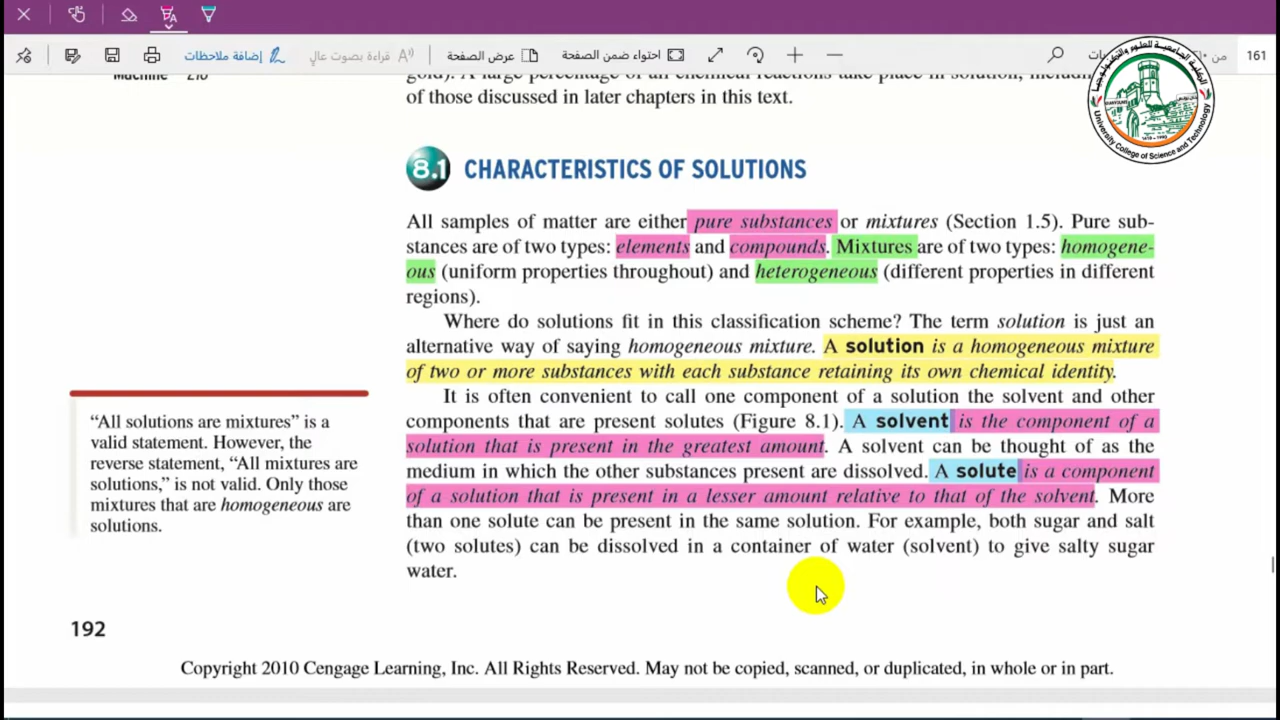 إضافة ملاحظات
قراءة بصوت عالٍ
عرض الصفحة
احتواء ضمن الصفحة
من
161
University College of Science and Technology
of those discussed in later chapters in this text.
8.1 CHARACTERISTICS OF SOLUTIONS
All samples of matter are either pure substances or mixtures (Section 1.5). Pure sub-
stances are of two types: elements and compounds. Mixtures are of two types: homogene-
ous (uniform properties throughout) and heterogeneous (different properties in different
regions).
Where do solutions fit in this classification scheme? The term solution is just an
alternative way of saying homogeneous mixture. A solution is a homogeneous mixture
of two or more substances with each substance retaining its own chemical identity.
It is often convenient to call one component of a solution the solvent and other
components that are present solutes (Figure 8.1). A solvent is the component of a
solution that is present in the greatest amount. A solvent can be thought of as the
medium in which the other substances present are dissolved. A solute is a component
of a solution that is present in a lesser amount relative to that of the solvent. More
than one solute can be present in the same solution. For example, both sugar and salt
(two solutes) can be dissolved in a container of water (solvent) to give salty sugar
water.
“All solutions are mixtures” is a
valid statement. However, the
reverse statement, “All mixtures are
solutions,” is not valid. Only those
mixtures that are homogeneous are
solutions.
192
Copyright 2010 Cengage Learning, Inc. All Rights Reserved. May not be copied, scanned, or duplicated, in whole or in part.